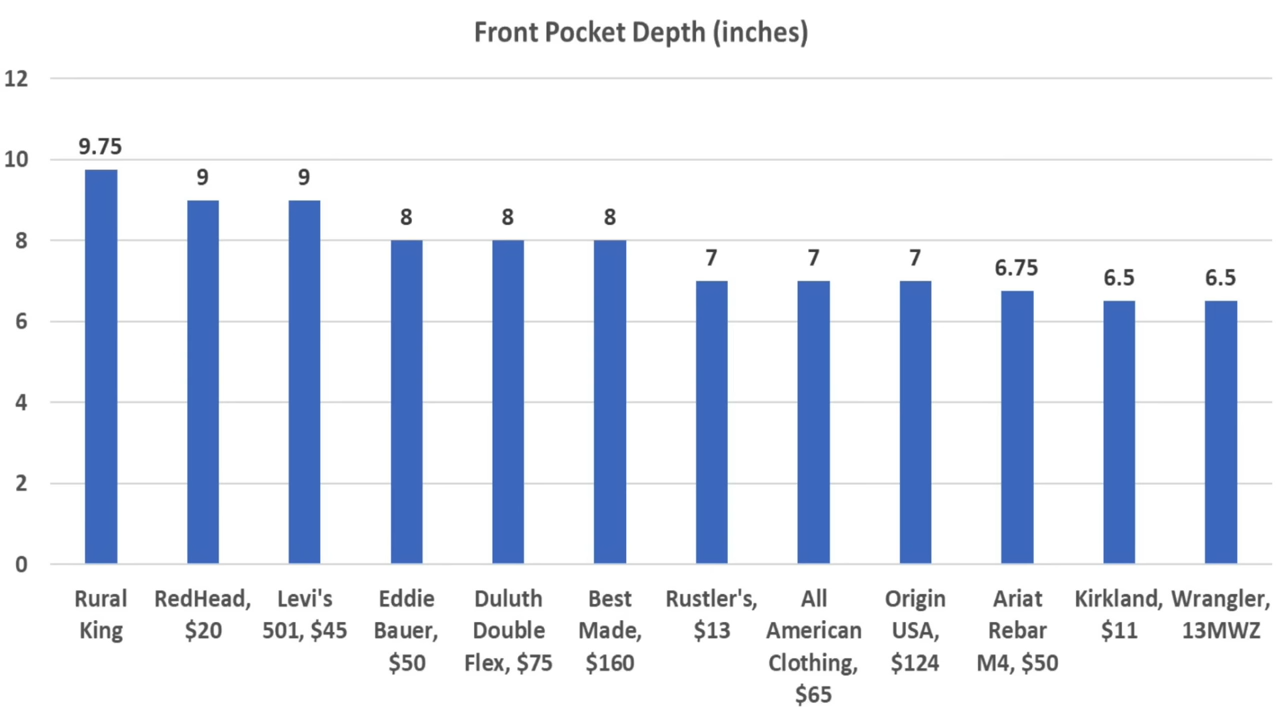 Front Pocket Depth (inches)
12
10
8
6
4
2
0
9.75
9
9
8
8
8
7
7
7
6.75
6.5
6.5
Rural
King
RedHead,
$20
Levi's
501, $45
Eddie
Bauer,
$50
Duluth
Double
Flex, $75
Best
Made,
$160
Rustler's,
$13
All
American
Clothing,
$65
Origin
USA,
$124
Ariat
Rebar
M4, $50
Kirkland,
$11
Wrangler,
13MWZ